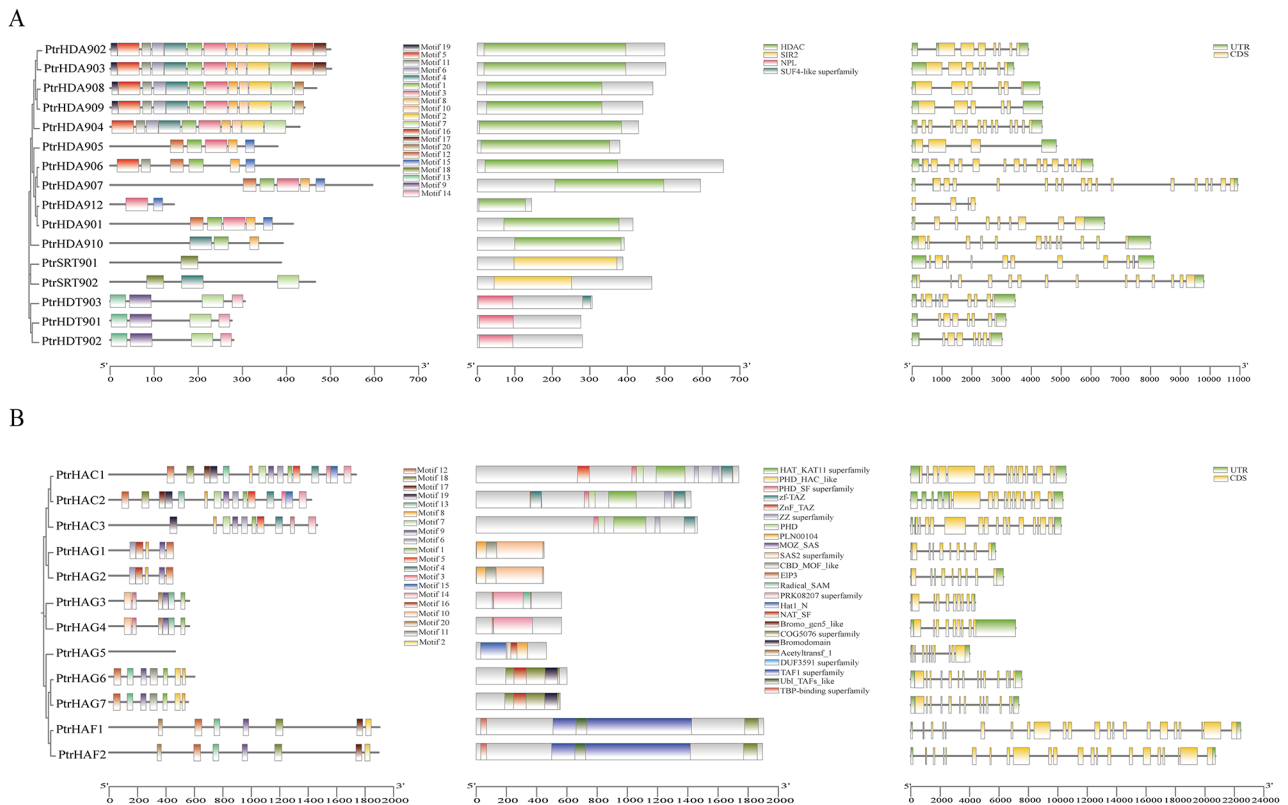 A
PtrHDA902
PtrHDA903
PtrHDA908
PtrHDA909
PtrHDA904
PtrHDA905
PtrHDA906
PtrHDA907
PtrHDA912
PtrHDA901
PtrHDA910
PtrSRT901
PtrSRT902
PtrHDT903
PtrHDT901
PtrHDT902
Motif 19
Motif 5
Motif 11
Motif 6
Motif 4
Motif 1
Motif 3
Motif 8
Motif 10
Motif 2
Motif 7
Motif 16
Motif 17
Motif 20
Motif 12
Motif 15
Motif 18
Motif 13
Motif 9
Motif 14
HDAC
SIR2
NPL
SUF4-like superfamily
UTR
CDS
5' 3'
0 100 200 300 400 500 600 700
5' 3'
0 100 200 300 400 500 600 700
5' 3'
0 1000 2000 3000 4000 5000 6000 7000 8000 9000 10000 11000
B
PtrHAC1
PtrHAC2
PtrHAC3
PtrHAG1
PtrHAG2
PtrHAG3
PtrHAG4
PtrHAG5
PtrHAG6
PtrHAG7
PtrHAF1
PtrHAF2
Motif 12
Motif 18
Motif 17
Motif 19
Motif 13
Motif 8
Motif 7
Motif 9
Motif 6
Motif 1
Motif 5
Motif 4
Motif 3
Motif 15
Motif 14
Motif 16
Motif 10
Motif 20
Motif 11
Motif 2
HAT_KAT11 superfamily
PHD_HAC_like
PHD_SF superfamily
zf-TAZ
ZnF_TAZ
ZZ superfamily
PHD
PLN00104
MOZ_SAS
SAS2 superfamily
CBD_MOF_like
EIP3
Radical_SAM
PRK08207 superfamily
Hat1_N
NAT_SF
Bromo_gcn5_like
COG5076 superfamily
Bromodomain
Acetyltransf_1
DUF3591 superfamily
TAF1 superfamily
Ubl_TAFs_like
TBP-binding superfamily
UTR
CDS
5' 3'
0 200 400 600 800 1000 1200 1400 1600 1800 2000
5' 3'
0 200 400 600 800 1000 1200 1400 1600 1800 2000
5' 3'
0 2000 4000 6000 8000 10000 12000 14000 16000 18000 20000 22000 24000